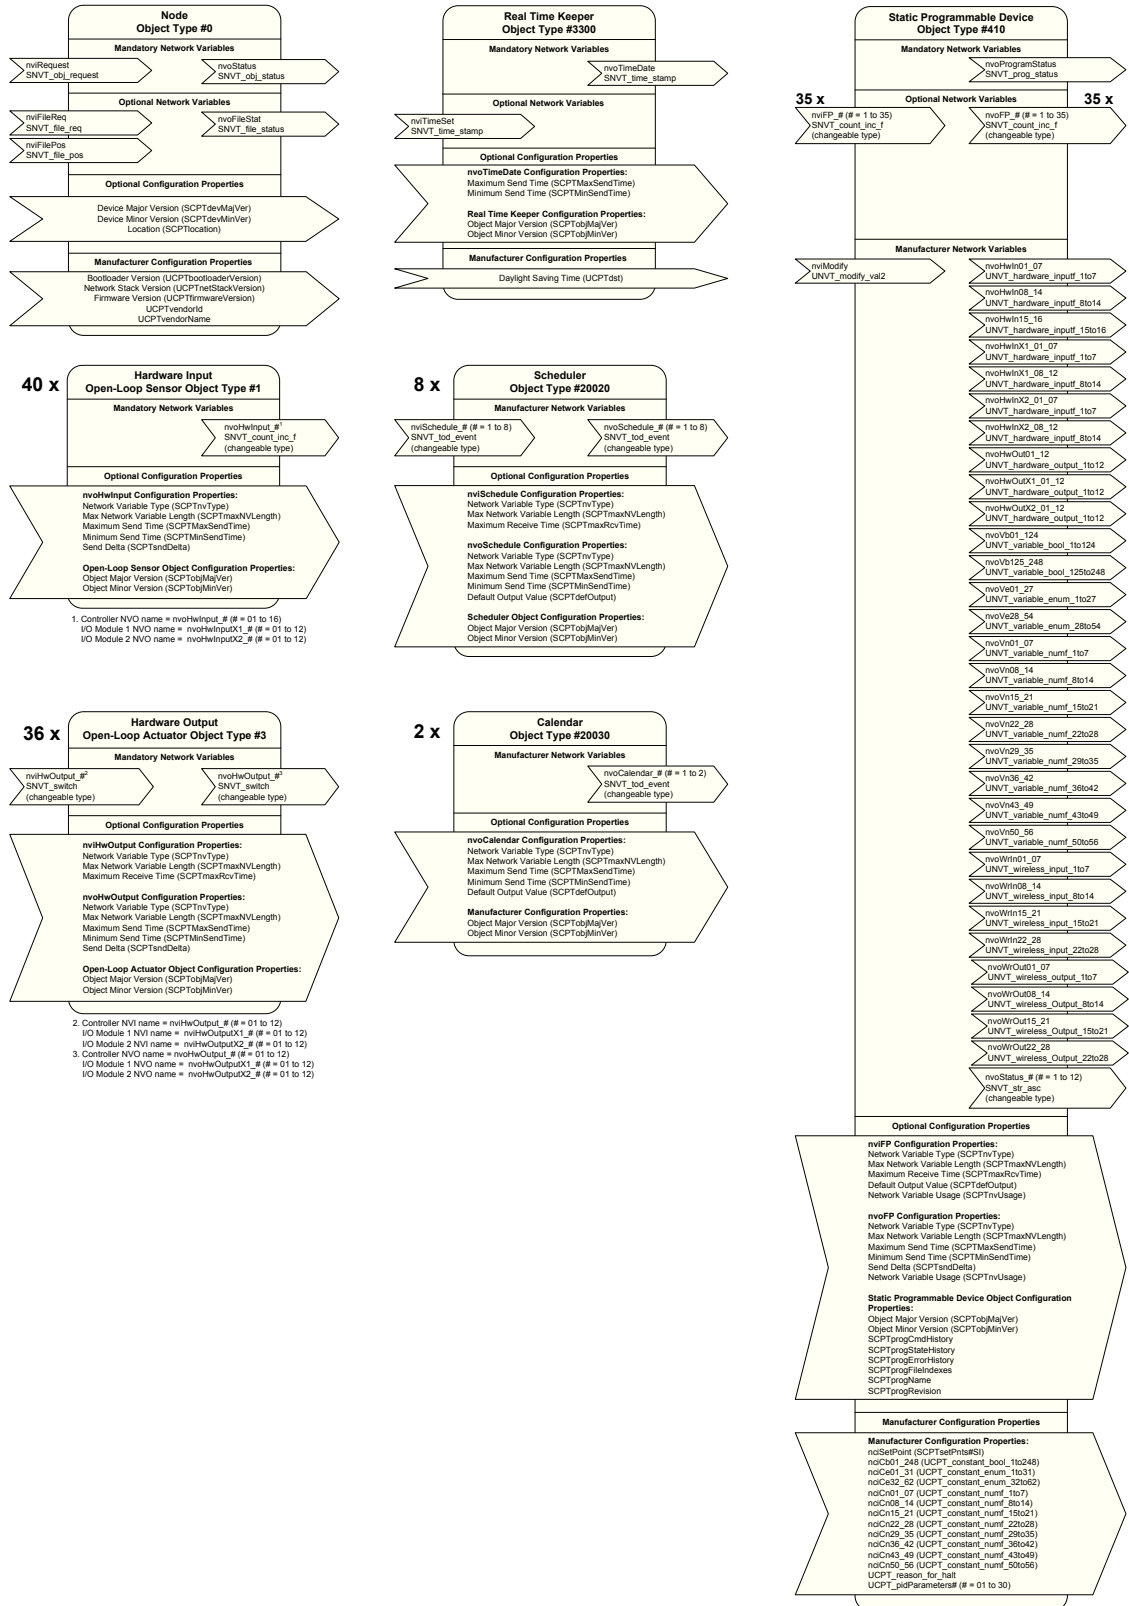 Node
Object Type #0
Mandatory Network Variables
nviRequest
SNVT_obj_request
nvoStatus
SNVT_obj_status
Optional Network Variables
nviFileReq
SNVT_file_req
nvoFileStat
SNVT_file_status
nviFilePos
SNVT_file_pos
Optional Configuration Properties
Device Major Version (SCPTdevMajVer)
Device Minor Version (SCPTdevMinVer)
Location (SCPTlocation)
Manufacturer Configuration Properties
Bootloader Version (UCPTbootloaderVersion)
Network Stack Version (UCPTnetStackVersion)
Firmware Version (UCPTfirmwareVersion)
UCPTvendorId
UCPTvendorName
40 x
Hardware Input
Open-Loop Sensor Object Type #1
Mandatory Network Variables
nvoHwInput_#1
SNVT_count_inc_f
(changeable type)
Optional Configuration Properties
nvoHwInput Configuration Properties:
Network Variable Type (SCPTnvType)
Max Network Variable Length (SCPTmaxNVLength)
Maximum Send Time (SCPTMaxSendTime)
Minimum Send Time (SCPTMinSendTime)
Send Delta (SCPTsndDelta)
Open-Loop Sensor Object Configuration Properties:
Object Major Version (SCPTobjMajVer)
Object Minor Version (SCPTobjMinVer)
1. Controller NVO name = nvoHwInput_# (# = 01 to 16)
I/O Module 1 NVO name = nvoHwInputX1_# (# = 01 to 12)
I/O Module 2 NVO name = nvoHwInputX2_# (# = 01 to 12)
36 x
Hardware Output
Open-Loop Actuator Object Type #3
Mandatory Network Variables
nviHwOutput_#2
SNVT_switch
(changeable type)
nvoHwOutput_#3
SNVT_switch
(changeable type)
Optional Configuration Properties
nviHwOutput Configuration Properties:
Network Variable Type (SCPTnvType)
Max Network Variable Length (SCPTmaxNVLength)
Maximum Receive Time (SCPTmaxRcvTime)
nvoHwOutput Configuration Properties:
Network Variable Type (SCPTnvType)
Max Network Variable Length (SCPTmaxNVLength)
Maximum Send Time (SCPTMaxSendTime)
Minimum Send Time (SCPTMinSendTime)
Send Delta (SCPTsndDelta)
Open-Loop Actuator Object Configuration Properties:
Object Major Version (SCPTobjMajVer)
Object Minor Version (SCPTobjMinVer)
2. Controller NVI name = nviHwOutput_# (# = 01 to 12)
I/O Module 1 NVI name = nviHwOutputX1_# (# = 01 to 12)
I/O Module 2 NVI name = nviHwOutputX2_# (# = 01 to 12)
3. Controller NVO name = nvoHwOutput_# (# = 01 to 12)
I/O Module 1 NVO name = nvoHwOutputX1_# (# = 01 to 12)
I/O Module 2 NVO name = nvoHwOutputX2_# (# = 01 to 12)
Real Time Keeper
Object Type #3300
Mandatory Network Variables
nvoTimeDate
SNVT_time_stamp
Optional Network Variables
nviTimeSet
SNVT_time_stamp
Optional Configuration Properties
nvoTimeDate Configuration Properties:
Maximum Send Time (SCPTMaxSendTime)
Minimum Send Time (SCPTMinSendTime)
Real Time Keeper Configuration Properties:
Object Major Version (SCPTobjMajVer)
Object Minor Version (SCPTobjMinVer)
Manufacturer Configuration Properties
Daylight Saving Time (UCPTdst)
8 x
Scheduler
Object Type #20020
Manufacturer Network Variables
nviSchedule_# (# = 1 to 8)
SNVT_tod_event
(changeable type)
nvoSchedule_# (# = 1 to 8)
SNVT_tod_event
(changeable type)
Optional Configuration Properties
nviSchedule Configuration Properties:
Network Variable Type (SCPTnvType)
Max Network Variable Length (SCPTmaxNVLength)
Maximum Receive Time (SCPTmaxRcvTime)
nvoSchedule Configuration Properties:
Network Variable Type (SCPTnvType)
Max Network Variable Length (SCPTmaxNVLength)
Maximum Send Time (SCPTMaxSendTime)
Minimum Send Time (SCPTMinSendTime)
Default Output Value (SCPTdefOutput)
Scheduler Object Configuration Properties:
Object Major Version (SCPTobjMajVer)
Object Minor Version (SCPTobjMinVer)
2 x
Calendar
Object Type #20030
Manufacturer Network Variables
nvoCalendar_# (# = 1 to 2)
SNVT_tod_event
(changeable type)
Optional Configuration Properties
nvoCalendar Configuration Properties:
Network Variable Type (SCPTnvType)
Max Network Variable Length (SCPTmaxNVLength)
Maximum Send Time (SCPTMaxSendTime)
Minimum Send Time (SCPTMinSendTime)
Default Output Value (SCPTdefOutput)
Manufacturer Configuration Properties:
Object Major Version (SCPTobjMajVer)
Object Minor Version (SCPTobjMinVer)
Static Programmable Device
Object Type #410
Mandatory Network Variables
nvoProgramStatus
SNVT_prog_status
35 x
Optional Network Variables
35 x
nviFP_# (# = 1 to 35)
SNVT_count_inc_f
(changeable type)
nvoFP_# (# = 1 to 35)
SNVT_count_inc_f
(changeable type)
Manufacturer Network Variables
nviModify
UNVT_modify_val2
nvoHwIn01_07
UNVT_hardware_inputf_1to7
nvoHwIn08_14
UNVT_hardware_inputf_8to14
nvoHwIn15_16
UNVT_hardware_inputf_15to16
nvoHwInX1_01_07
UNVT_hardware_inputf_1to7
nvoHwInX1_08_12
UNVT_hardware_inputf_8to14
nvoHwInX2_01_07
UNVT_hardware_inputf_1to7
nvoHwInX2_08_12
UNVT_hardware_inputf_8to14
nvoHwOut01_12
UNVT_hardware_output_1to12
nvoHwOutX1_01_12
UNVT_hardware_output_1to12
nvoHwOutX2_01_12
UNVT_hardware_output_1to12
nvoVb01_124
UNVT_variable_bool_1to124
nvoVb125_248
UNVT_variable_bool_125to248
nvoVe01_27
UNVT_variable_enum_1to27
nvoVe28_54
UNVT_variable_enum_28to54
nvoVn01_07
UNVT_variable_numf_1to7
nvoVn08_14
UNVT_variable_numf_8to14
nvoVn15_21
UNVT_variable_numf_15to21
nvoVn22_28
UNVT_variable_numf_22to28
nvoVn29_35
UNVT_variable_numf_29to35
nvoVn36_42
UNVT_variable_numf_36to42
nvoVn43_49
UNVT_variable_numf_43to49
nvoVn50_56
UNVT_variable_numf_50to56
nvoWrIn01_07
UNVT_wireless_input_1to7
nvoWrIn08_14
UNVT_wireless_input_8to14
nvoWrIn15_21
UNVT_wireless_input_15to21
nvoWrIn22_28
UNVT_wireless_input_22to28
nvoWrOut01_07
UNVT_wireless_output_1to7
nvoWrOut08_14
UNVT_wireless_Output_8to14
nvoWrOut15_21
UNVT_wireless_Output_15to21
nvoWrOut22_28
UNVT_wireless_Output_22to28
nvoStatus_# (# = 1 to 12)
SNVT_str_asc
(changeable type)
Optional Configuration Properties
nviFP Configuration Properties:
Network Variable Type (SCPTnvType)
Max Network Variable Length (SCPTmaxNVLength)
Maximum Receive Time (SCPTmaxRcvTime)
Default Output Value (SCPTdefOutput)
Network Variable Usage (SCPTnvUsage)
nvoFP Configuration Properties:
Network Variable Type (SCPTnvType)
Max Network Variable Length (SCPTmaxNVLength)
Maximum Send Time (SCPTMaxSendTime)
Minimum Send Time (SCPTMinSendTime)
Send Delta (SCPTsndDelta)
Network Variable Usage (SCPTnvUsage)
Static Programmable Device Object Configuration
Properties:
Object Major Version (SCPTobjMajVer)
Object Minor Version (SCPTobjMinVer)
SCPTprogCmdHistory
SCPTprogStateHistory
SCPTprogErrorHistory
SCPTprogFileIndexes
SCPTprogName
SCPTprogRevision
Manufacturer Configuration Properties
Manufacturer Configuration Properties:
nciSetPoint (SCPTsetPnts#SI)
nciCb01_248 (UCPT_constant_bool_1to248)
nciCe01_31 (UCPT_constant_enum_1to31)
nciCe32_62 (UCPT_constant_enum_32to62)
nciCn01_07 (UCPT_constant_numf_1to7)
nciCn08_14 (UCPT_constant_numf_8to14)
nciCn15_21 (UCPT_constant_numf_15to21)
nciCn22_28 (UCPT_constant_numf_22to28)
nciCn29_35 (UCPT_constant_numf_29to35)
nciCn36_42 (UCPT_constant_numf_36to42)
nciCn43_49 (UCPT_constant_numf_43to49)
nciCn50_56 (UCPT_constant_numf_50to56)
UCPT_reason_for_halt
UCPT_pidParameters# (# = 01 to 30)